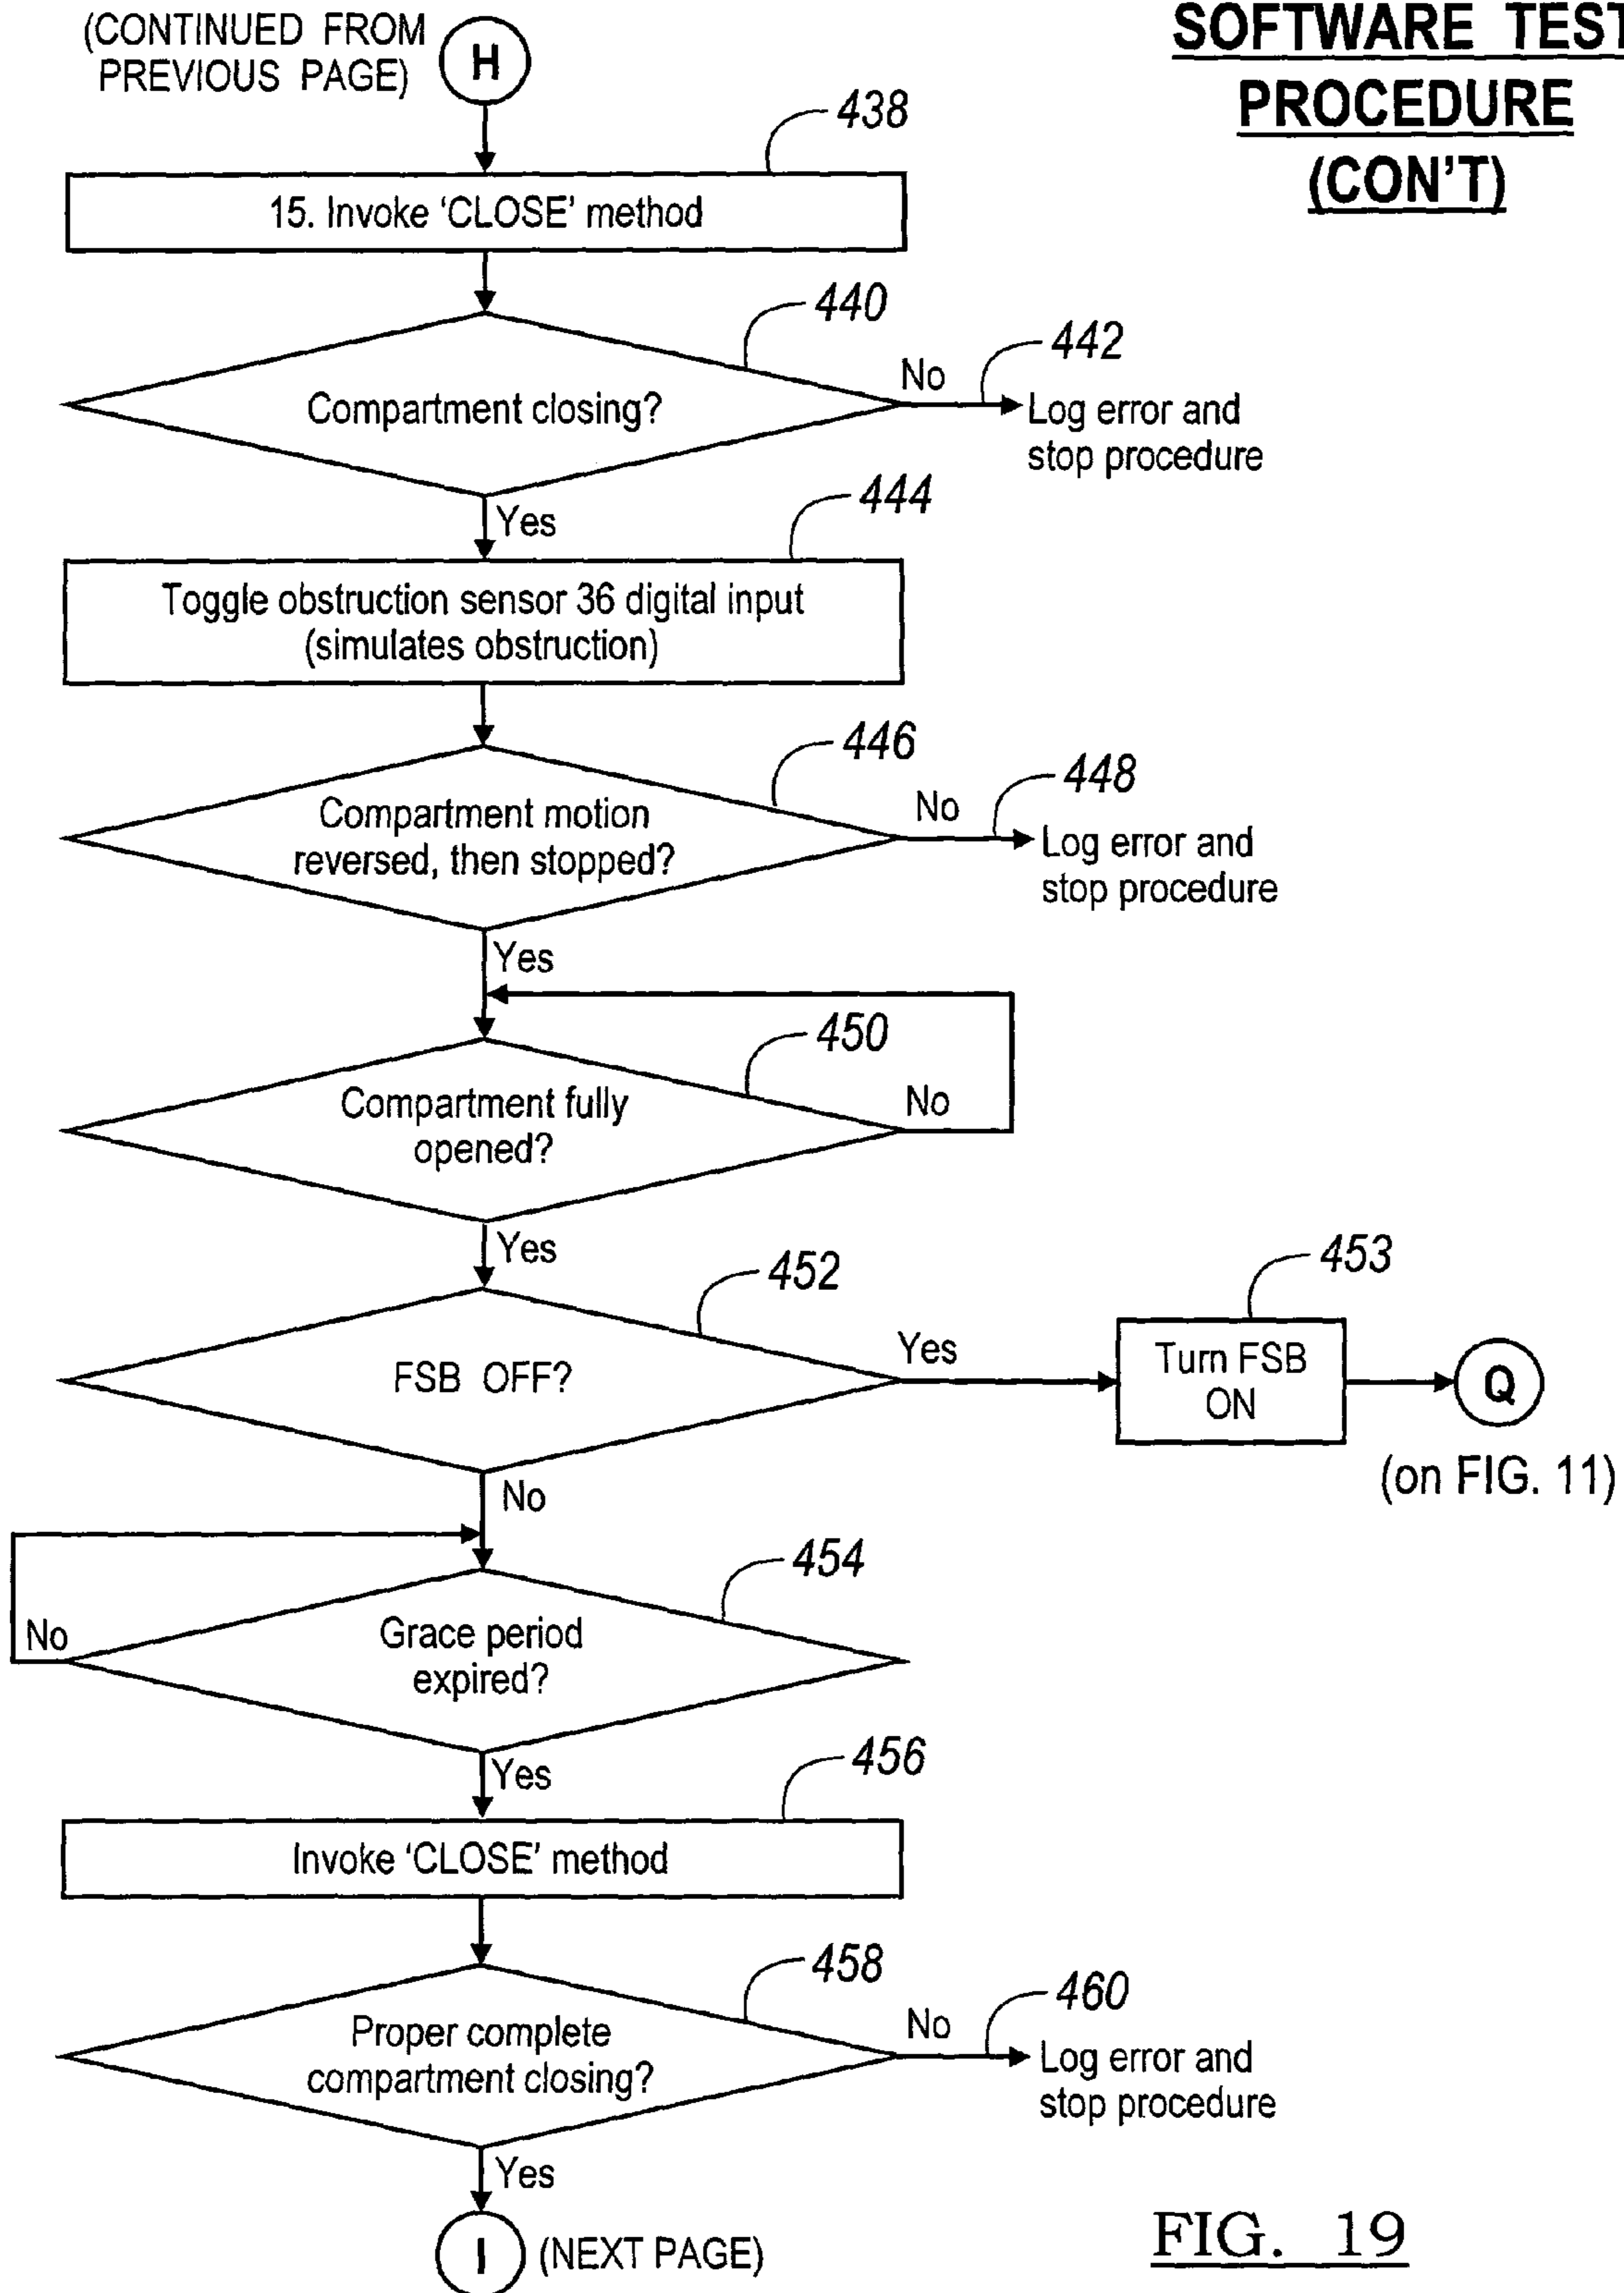 (CONTINUED FROM
PREVIOUS PAGE)
H
SOFTWARE TEST
PROCEDURE
(CON'T)
438
15. Invoke ‘CLOSE’ method
440
Compartment closing?
No
442
Log error and
stop procedure
Yes
444
Toggle obstruction sensor 36 digital input
(simulates obstruction)
446
Compartment motion
reversed, then stopped?
No
448
Log error and
stop procedure
Yes
450
Compartment fully
opened?
No
Yes
452
FSB OFF?
Yes
453
Turn FSB
ON
Q
(on FIG. 11)
No
454
Grace period
expired?
No
Yes
456
Invoke ‘CLOSE’ method
458
Proper complete
compartment closing?
No
460
Log error and
stop procedure
Yes
I
(NEXT PAGE)
FIG. 19